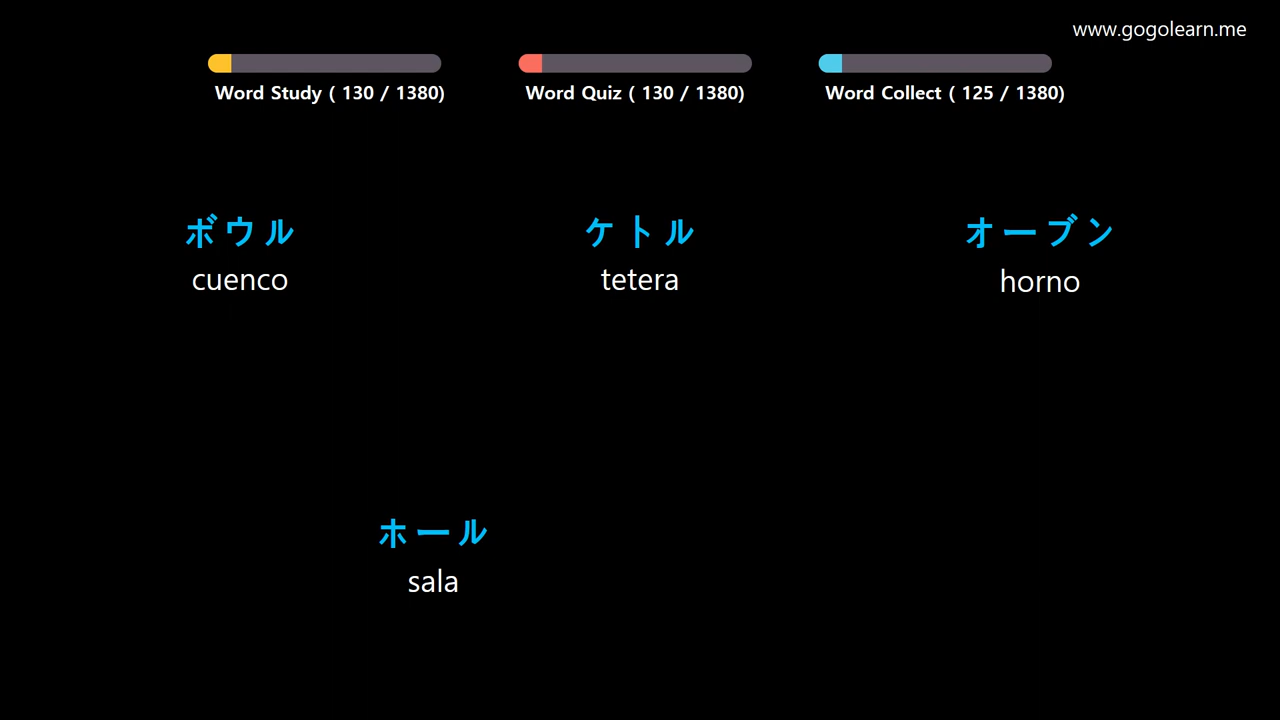 www.gogolearn.me
Word Study ( 130 / 1380)
Word Quiz ( 130 / 1380)
Word Collect ( 125 / 1380)
ボウル
cuenco
ケトル
tetera
オーブン
horno
ホール
sala